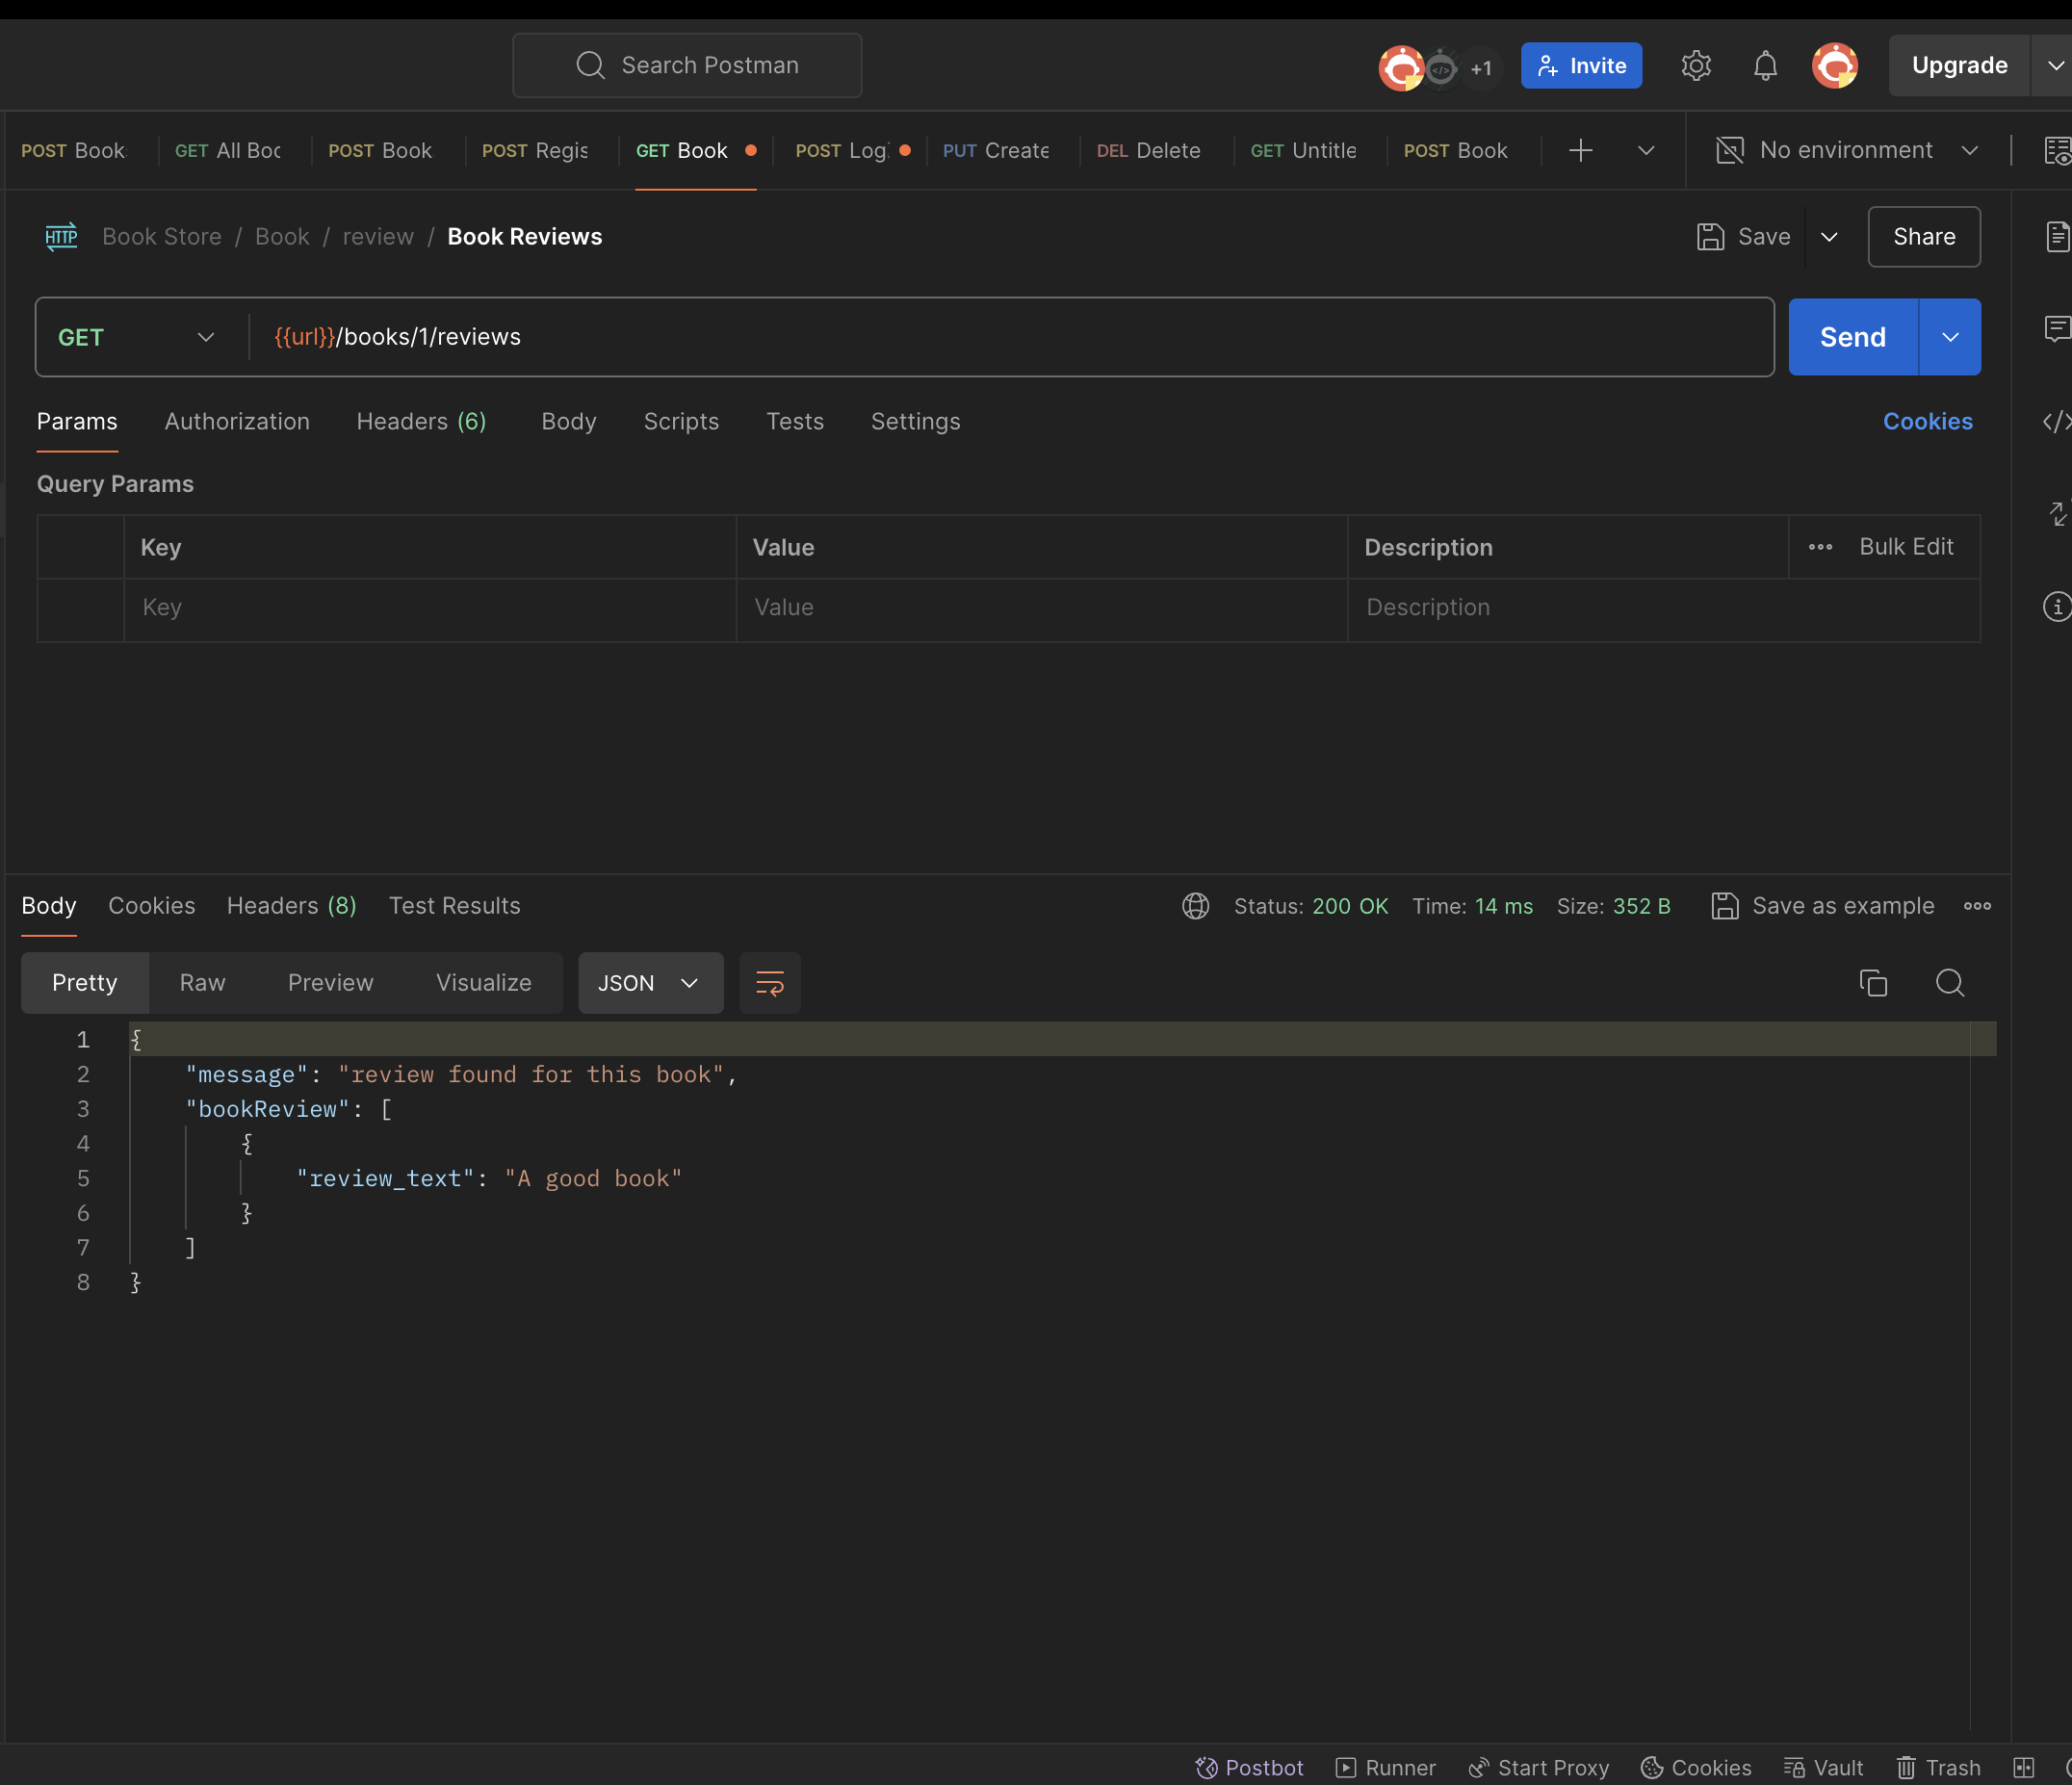 Search Postman
+1
Invite
Upgrade
POST Book
GET All Boc
POST Book
POST Regis
GET Book
POST Log
PUT Create
DEL Delete
GET Untitle
POST Book
No environment
HTTP Book Store / Book / review / Book Reviews
Save
Share
GET
{{url}}/books/1/reviews
Send
Params Authorization Headers (6) Body Scripts Tests Settings
Cookies
Query Params
Key Value Description Bulk Edit
Key Value Description
Body Cookies Headers (8) Test Results
Status: 200 OK Time: 14 ms Size: 352 B
Save as example
Pretty Raw Preview Visualize JSON
1 {
2 "message": "review found for this book",
3 "bookReview": [
4 {
5 "review_text": "A good book"
6 }
7 ]
8 }
Postbot Runner Start Proxy Cookies Vault Trash